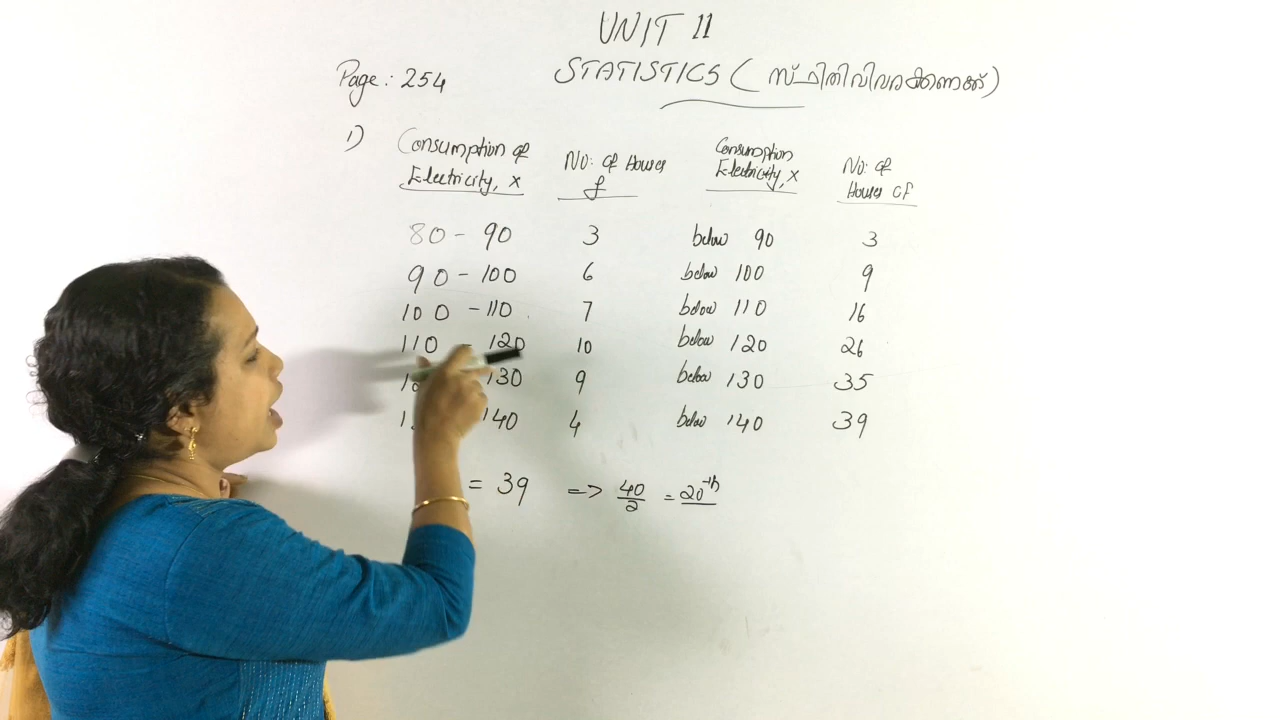 UNIT 11
Page: 254 STATISTICS (സ്ഥിതിവിവരക്കണക്ക്)
1) Consumption of Electricity, x No: of Houses f Consumption Electricity, x No: of Houses cf
80 - 90 3 below 90 3
90 - 100 6 below 100 9
100 - 110 7 below 110 16
110 - 120 10 below 120 26
130 9 below 130 35
140 4 below 140 39
= 39 => 40/2 = 20th